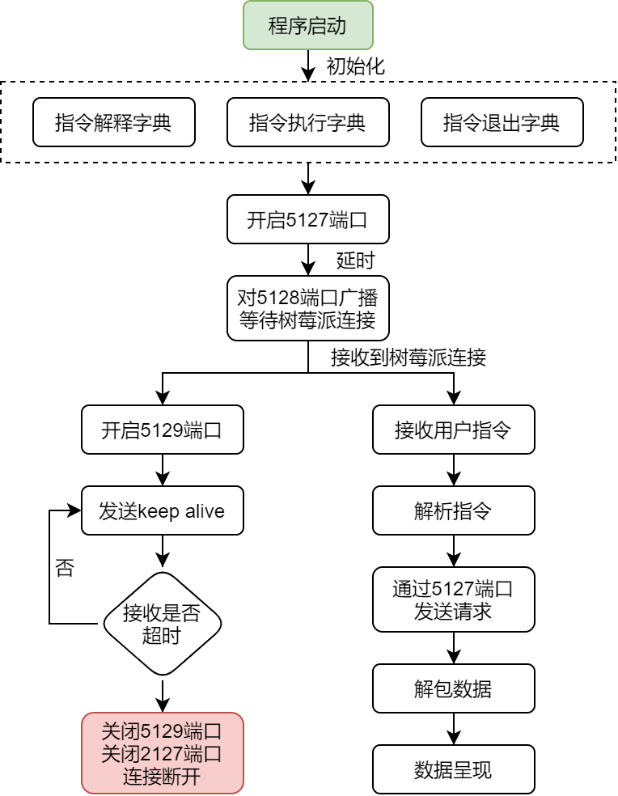 程序启动
初始化
指令解释字典
指令执行字典
指令退出字典
开启5127端口
延时
对5128端口广播
等待树莓派连接
接收到树莓派连接
开启5129端口
接收用户指令
发送keep alive
解析指令
否
接收是否
超时
通过5127端口
发送请求
解包数据
关闭5129端口
关闭2127端口
连接断开
数据呈现